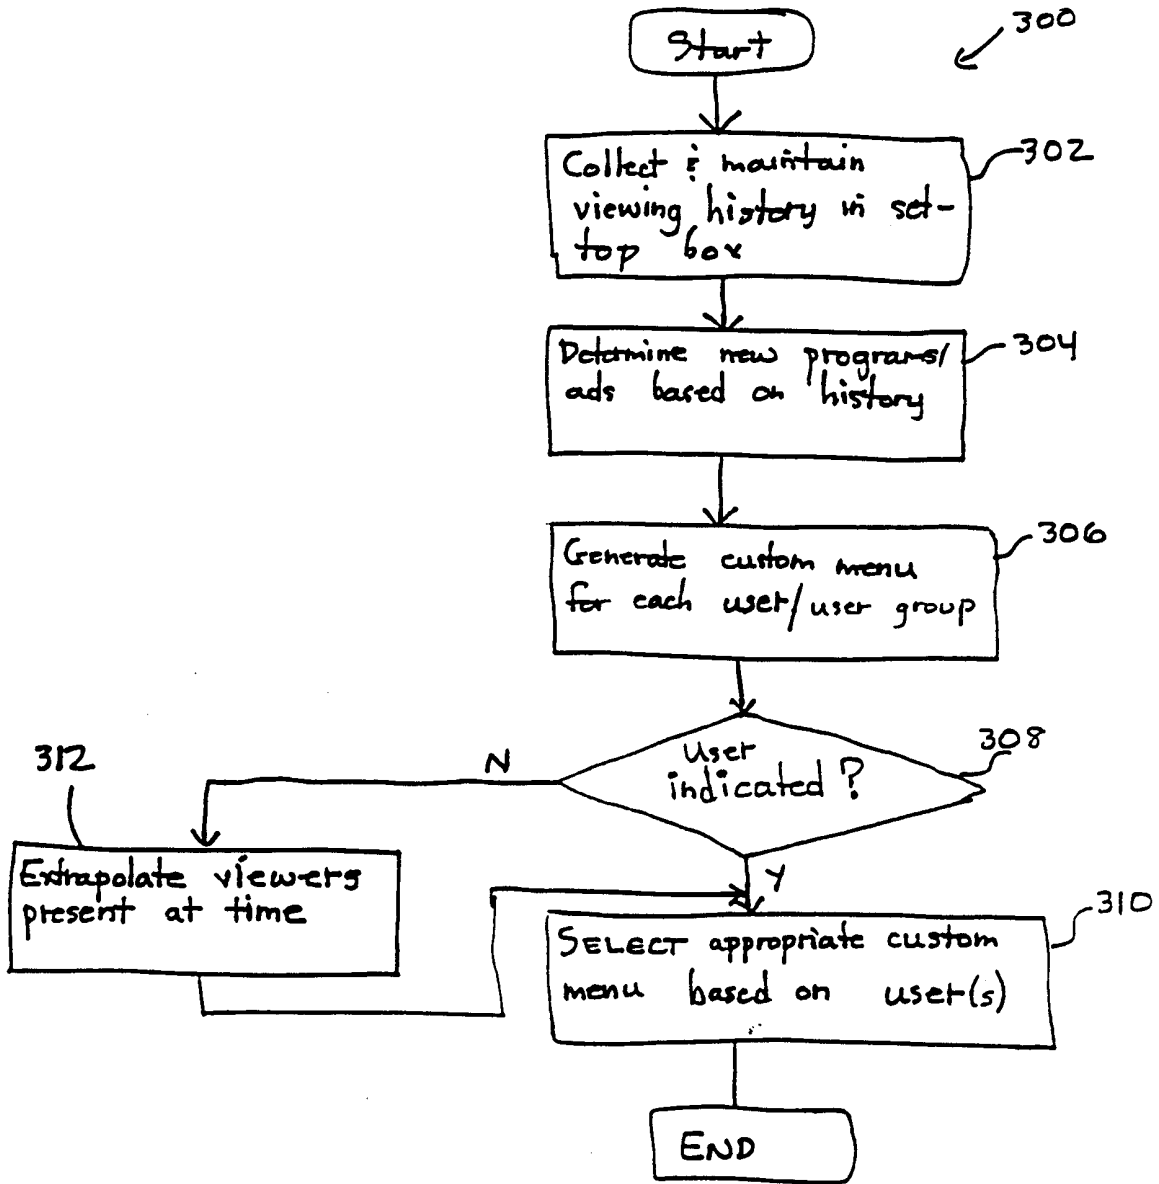 Start
300
Collect & maintain
viewing history in set-
top box
302
Determine new programs/
ads based on history
304
Generate custom menu
for each user/user group
306
User
indicated?
308
N
312
Y
Extrapolate viewers
present at time
SELECT appropriate custom
menu based on user(s)
310
END